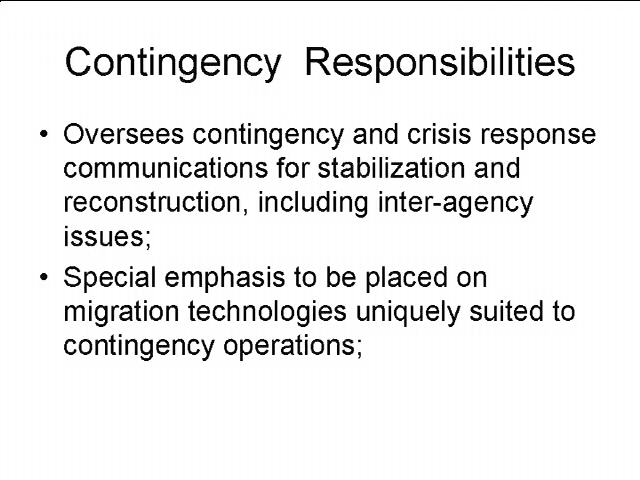 Contingency  Responsibilities
• Oversees contingency and crisis response
communications for stabilization and
reconstruction, including inter-agency
issues;
• Special emphasis to be placed on
migration technologies uniquely suited to
contingency operations;